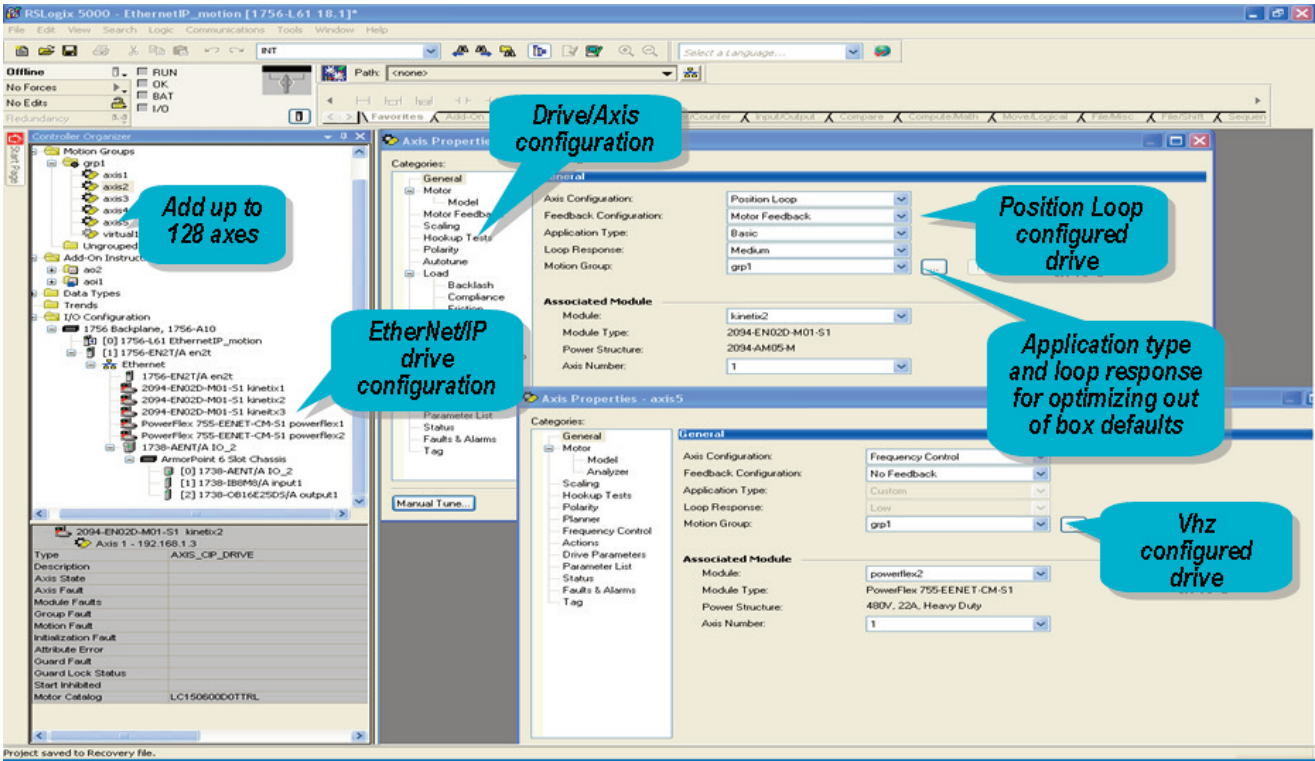 RSLogix 5000 - EthernetIP_motion [1756-L61 18.1]*
File Edit View Search Logic Communications Tools Window Help
INT
Select a Language...
Offline
RUN
Path: <none>
No Forces
OK
BAT
No Edits
I/O
Redundancy
Favorites Add-On /Counter Input/Output Compare Compute/Math Move/Logical File/Misc. File/Shift Sequen
Start Page
Controller Organizer
Motion Groups
grp1
axis1
axis2
axis3
axis4
axis5
virtual1
Ungrouped
Add-On Instruc
ao2
aoi1
Data Types
Trends
I/O Configuration
1756 Backplane, 1756-A10
[0] 1756-L61 EthernetIP_motion
[1] 1756-EN2T/A en2t
Ethernet
1756-EN2T/A en2t
2094-EN02D-M01-S1 kinetix1
2094-EN02D-M01-S1 kinetix2
2094-EN02D-M01-S1 kineitx3
PowerFlex 755-EENET-CM-S1 powerflex1
PowerFlex 755-EENET-CM-S1 powerflex2
1738-AENT/A IO_2
ArmorPoint 6 Slot Chassis
[0] 1738-AENT/A IO_2
[1] 1738-IB8M8/A input1
[2] 1738-OB16E25DS/A output1
2094-EN02D-M01-S1 kinetix2
Axis 1 - 192.168.1.3
Type AXIS_CIP_DRIVE
Description
Axis State
Axis Fault
Module Faults
Group Fault
Motion Fault
Initialization Fault
Attribute Error
Guard Fault
Guard Lock Status
Start Inhibited
Motor Catalog LC150600D0TTRL
Project saved to Recovery file.
Add up to
128 axes
Drive/Axis
configuration
EtherNet/IP
drive
configuration
Axis Propertie
Categories:
General
Motor
Model
Motor Feedba
Scaling
Hookup Tests
Polarity
Autotune
Load
Backlash
Compliance
Friction
Parameter List
Status
Faults & Alarms
Tag
Manual Tune...
General
Axis Configuration: Position Loop
Feedback Configuration: Motor Feedback
Application Type: Basic
Loop Response: Medium
Motion Group: grp1
...
Associated Module
Module: kinetix2
Module Type: 2094-EN02D-M01-S1
Power Structure: 2094-AM05-M
Axis Number: 1
Position Loop
configured
drive
Application type
and loop response
for optimizing out
of box defaults
Axis Properties - axis5
Categories:
General
Motor
Model
Analyzer
Scaling
Hookup Tests
Polarity
Planner
Frequency Control
Actions
Drive Parameters
Parameter List
Status
Faults & Alarms
Tag
General
Axis Configuration: Frequency Control
Feedback Configuration: No Feedback
Application Type: Custom
Loop Response: Low
Motion Group: grp1
Associated Module
Module: powerflex2
Module Type: PowerFlex 755-EENET-CM-S1
Power Structure: 480V, 22A, Heavy Duty
Axis Number: 1
Vhz
configured
drive